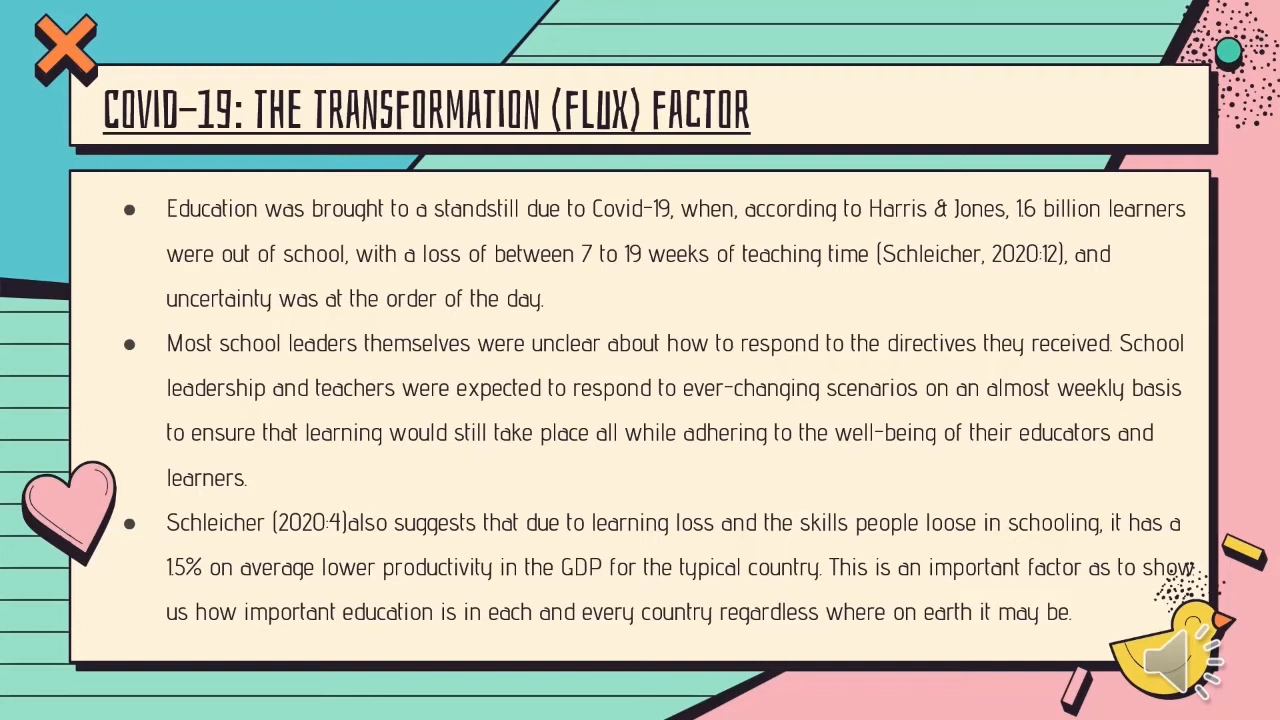 COVID-19: THE TRANSFORMATION (FLUX) FACTOR
Education was brought to a standstill due to Covid-19, when, according to Harris & Jones, 1.6 billion learners
were out of school, with a loss of between 7 to 19 weeks of teaching time (Schleicher, 2020:12), and
uncertainty was at the order of the day.
Most school leaders themselves were unclear about how to respond to the directives they received. School
leadership and teachers were expected to respond to ever-changing scenarios on an almost weekly basis
to ensure that learning would still take place all while adhering to the well-being of their educators and
learners.
Schleicher (2020:4)also suggests that due to learning loss and the skills people loose in schooling, it has a
1.5% on average lower productivity in the GDP for the typical country. This is an important factor as to show
us how important education is in each and every country regardless where on earth it may be.